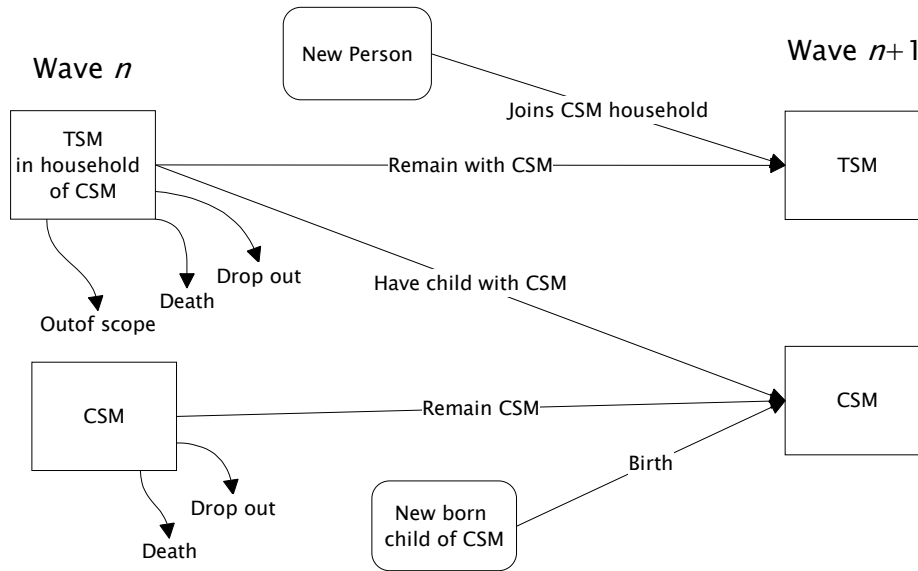 New Person
Wave n
Wave n+1
Joins CSM household
TSM
in household
of CSM
Remain with CSM
TSM
Drop out
Death
Outof scope
Have child with CSM
CSM
Remain CSM
CSM
Birth
Drop out
Death
New born
child of CSM